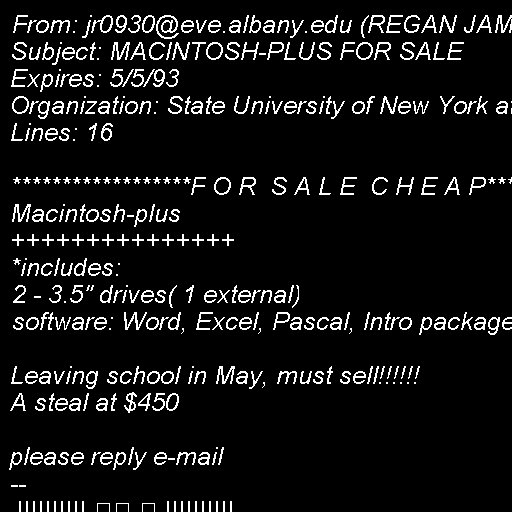 From: jr0930@eve.albany.edu (REGAN JAM
Subject: MACINTOSH-PLUS FOR SALE
Expires: 5/5/93
Organization: State University of New York at
Lines: 16

******************F O R  S A L E  C H E A P***
Macintosh-plus
+++++++++++++++
*includes:
2 - 3.5" drives( 1 external)
software: Word, Excel, Pascal, Intro package

Leaving school in May, must sell!!!!!!
A steal at $450

please reply e-mail
--